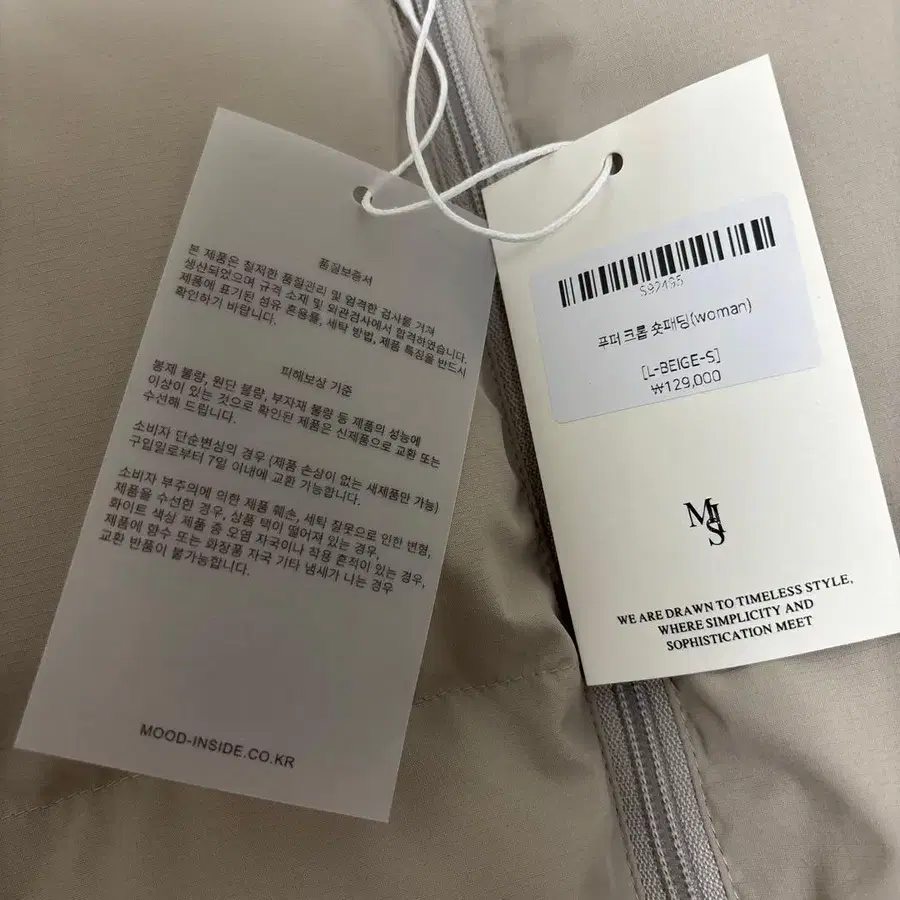 품질보증서
본 제품은 철저한 품질관리 및 엄격한 검사를 거쳐
생산되었으며 규격 소재 및 외관검사에서 합격하였습니다.
제품에 표기된 섬유 혼용률, 세탁 방법, 제품 특징을 반드시
확인하기 바랍니다.
피해보상 기준
봉제 불량, 원단 불량, 부자재 불량 등 제품의 성능에
이상이 있는 것으로 확인된 제품은 신제품으로 교환 또는
수선해 드립니다.
소비자 단순변심의 경우 (제품 손상이 없는 새제품만 가능)
구입일로부터 7일 이내에 교환 가능합니다.
소비자 부주의에 의한 제품 훼손, 세탁 잘못으로 인한 변형,
제품을 수선한 경우, 상품 택이 떨어져 있는 경우,
화이트 색상 제품 중 오염 자국이나 착용 흔적이 있는 경우,
제품에 향수 또는 화장품 자국 기타 냄새가 나는 경우
교환 반품이 불가능합니다.
MOOD-INSIDE.CO.KR
S92495
푸퍼 크롭 숏패딩(woman)
[L-BEIGE-S]
₩129,000
MIS
WE ARE DRAWN TO TIMELESS STYLE,
WHERE SIMPLICITY AND
SOPHISTICATION MEET